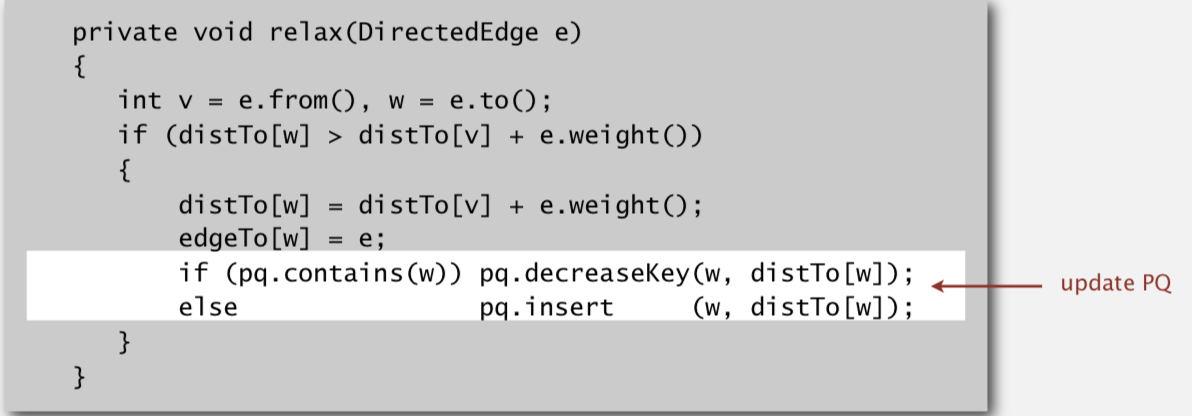 private void relax(DirectedEdge e)
{
   int v = e.from(), w = e.to();
   if (distTo[w] > distTo[v] + e.weight())
   {
       distTo[w] = distTo[v] + e.weight();
       edgeTo[w] = e;
       if (pq.contains(w)) pq.decreaseKey(w, distTo[w]);
       else                pq.insert     (w, distTo[w]);
   }
}
update PQ